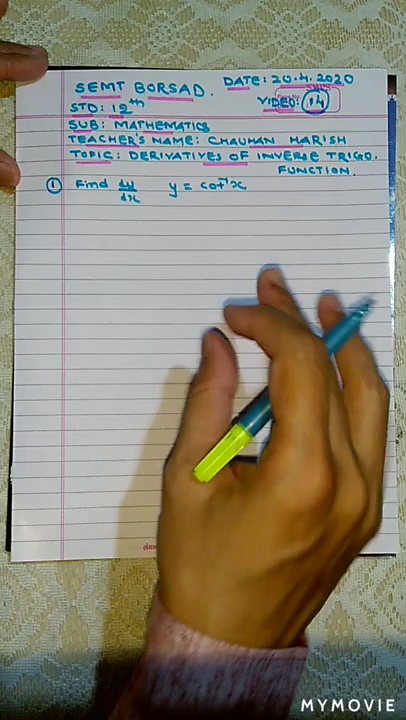 SEMT BORSAD. DATE: 20.4.2020
STD: 12th VIDEO: 14
SUB: MATHEMATICS
TEACHER'S NAME: CHAUHAN HARISH
TOPIC: DERIVATIVES OF INVERSE TRIGO.
FUNCTION.
① Find dy/dx y = cot⁻¹x
MYMOVIE